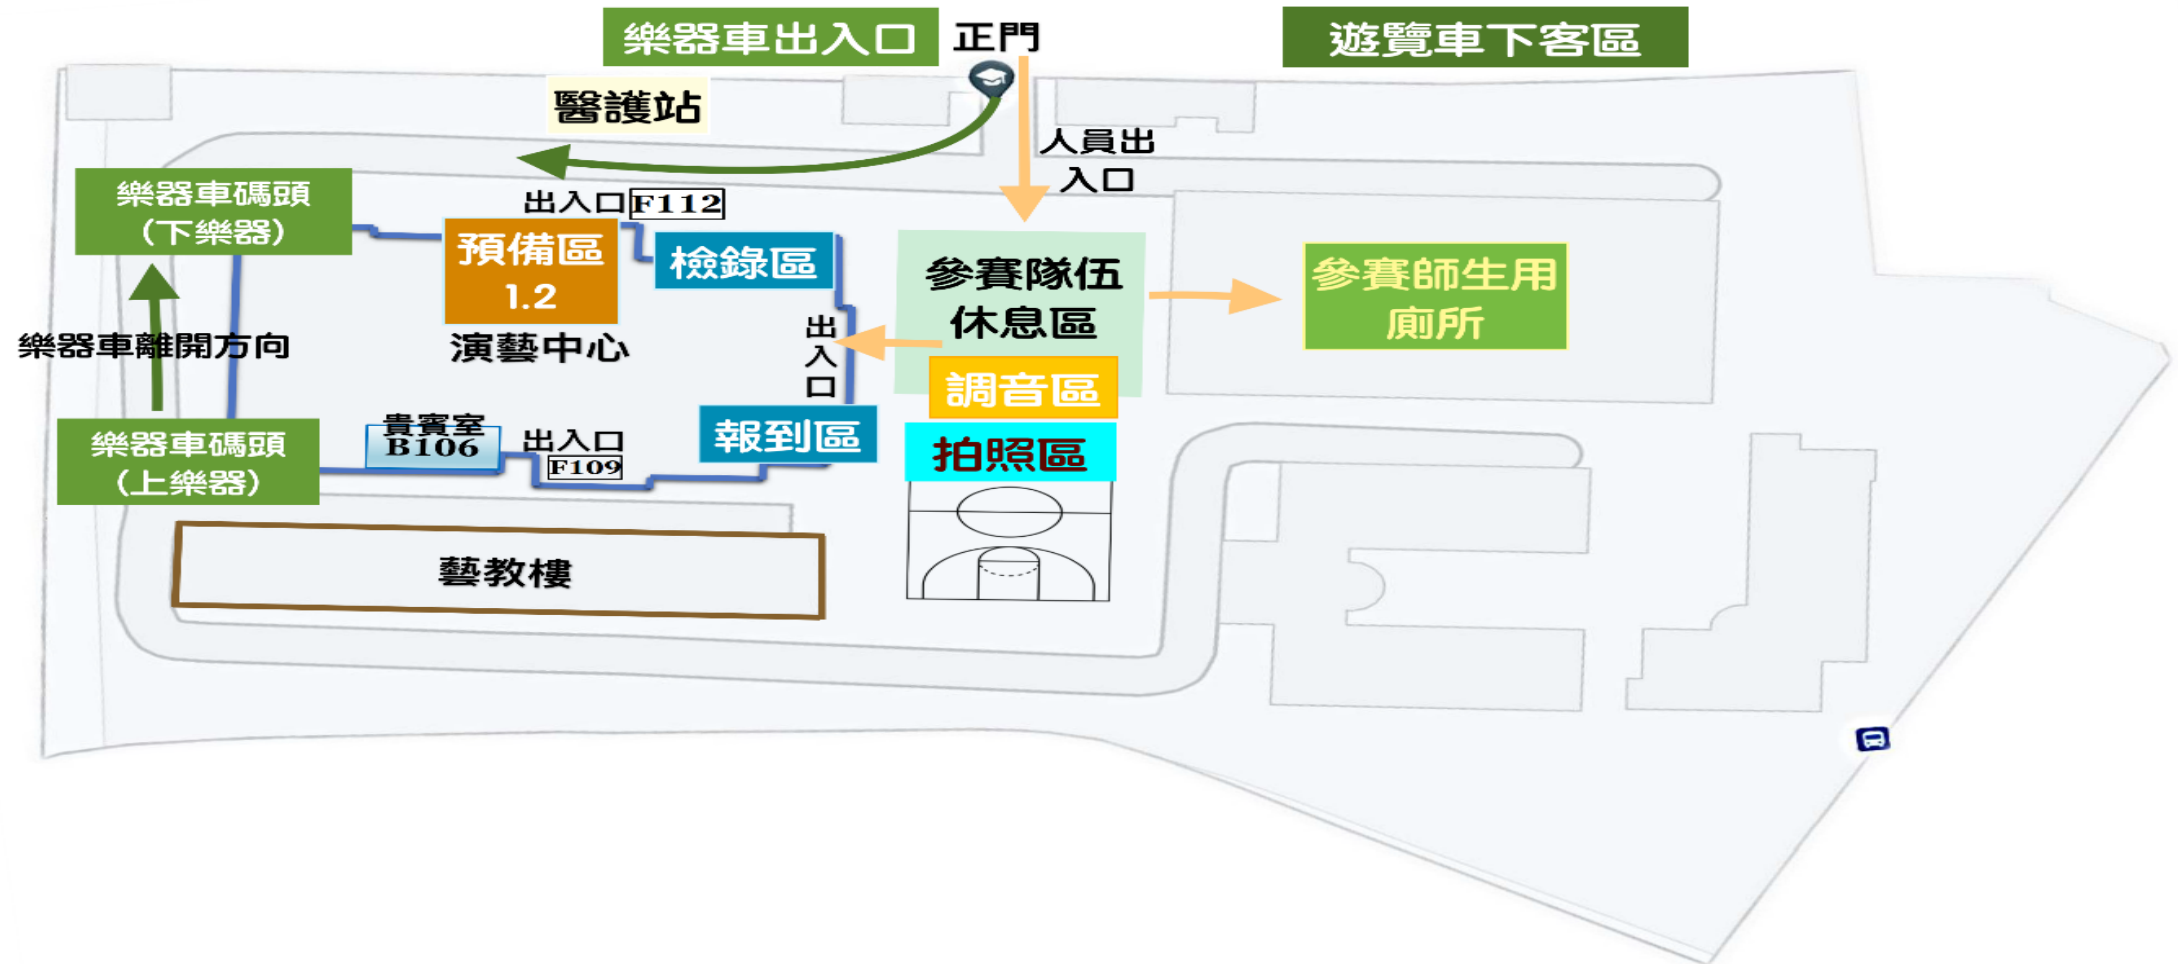 樂器車出入口
正門
遊覽車下客區
醫護站
人員出
入口
樂器車碼頭
(下樂器)
出入口
F112
預備區
1.2
檢錄區
參賽隊伍
休息區
參賽師生用
廁所
樂器車離開方向
演藝中心
出
入
口
調音區
樂器車碼頭
(上樂器)
貴賓室
B106
出入口
F109
報到區
拍照區
藝教樓